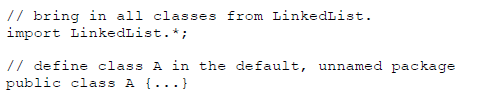 // bring in all classes from LinkedList.
import LinkedList.*;
// define class A in the default, unnamed package
public class A {...}